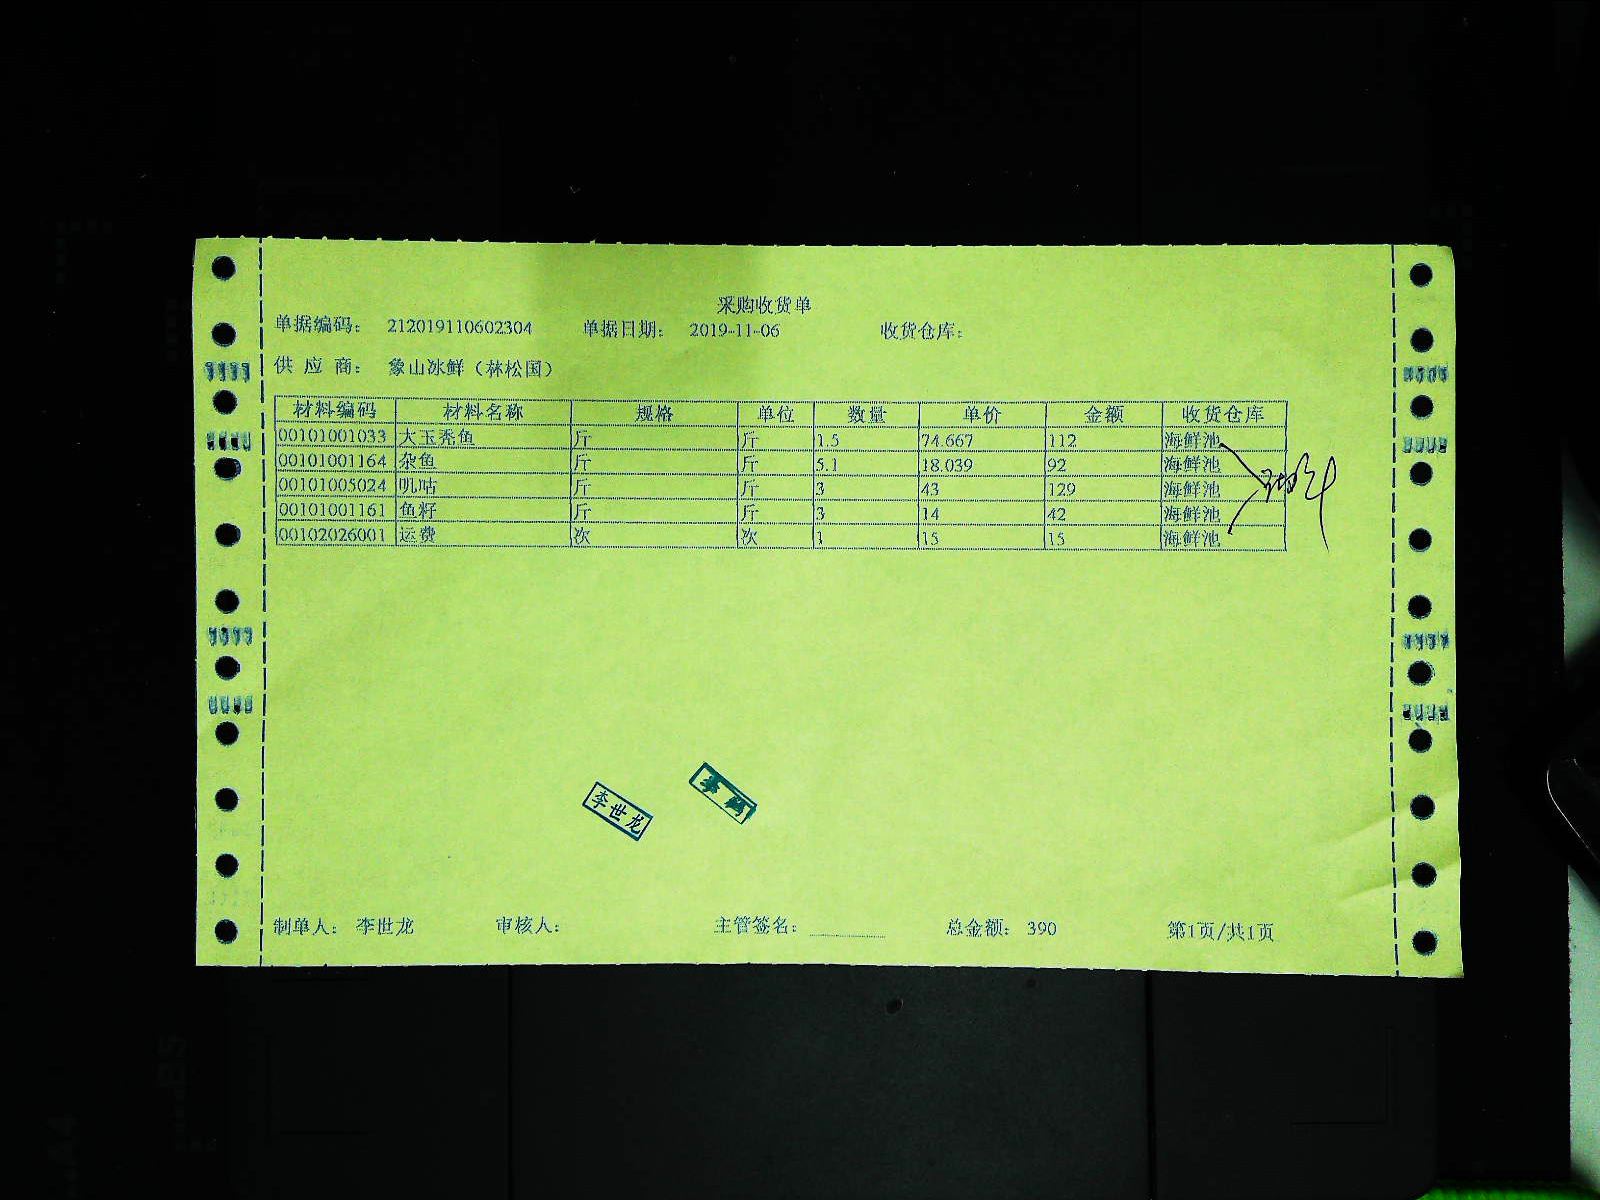 采购收货单
单据编码： 212019110602304 单据日期： 2019-11-06 收货仓库：
供 应 商： 象山冰鲜（林松国）
材料编码 材料名称 规格 单位 数量 单价 金额 收货仓库
00101001033 大玉秃鱼 斤 斤 1.5 74.667 112 海鲜池
00101001164 杂鱼 斤 斤 5.1 18.039 92 海鲜池
00101005024 叽咕 斤 斤 3 43 129 海鲜池
00101001161 鱼籽 斤 斤 3 14 42 海鲜池
00102026001 运费 次 次 1 15 15 海鲜池
李世龙
制单人： 李世龙 审核人： 主管签名： 总金额： 390 第1页/共1页